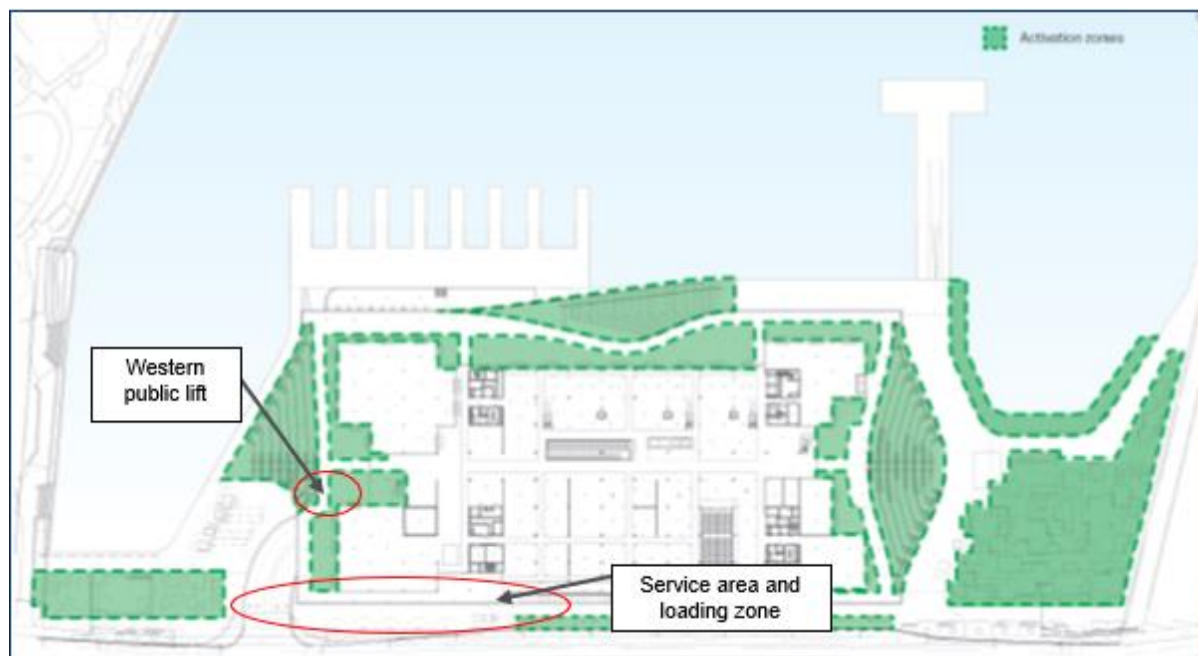 Activation zones
Western
public lift
Service area and
loading zone